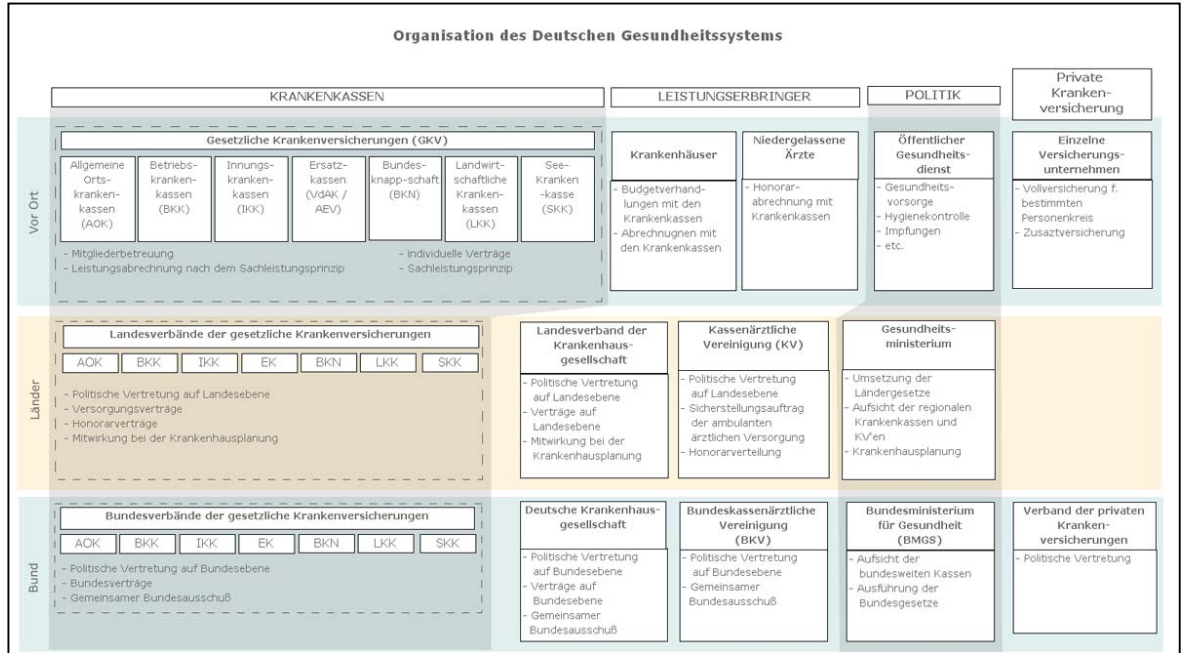 Organisation des Deutschen Gesundheitssystems
KRANKENKASSEN
LEISTUNGSERBRINGER
POLITIK
Private
Kranken-
versicherung
Vor Ort
Gesetzliche Krankenversicherungen (GKV)
Allgemeine
Orts-
kranken-
kassen
(AOK)
Betriebs-
kranken-
kassen
(BKK)
Innungs-
kranken-
kassen
(IKK)
Ersatz-
kassen
(VdAK /
AEV)
Bundes-
knapp-schaft
(BKN)
Landwirt-
schaftliche
Kranken-
kassen
(LKK)
See-
Kranken
-kasse
(SKK)
- Mitgliederbetreuung
- Leistungsabrechnung nach dem Sachleistungsprinzip
- individuelle Verträge
- Sachleistungsprinzip
Krankenhäuser
- Budgetverhand-
lungen mit den
Krankenkassen
- Abrechnugnen mit
den Krankenkassen
Niedergelassene
Ärzte
- Honorar-
abrechnung mit
Krankenkassen
Öffentlicher
Gesundheits-
dienst
- Gesundheits-
vorsorge
- Hygienekontrolle
- Impfungen
- etc.
Einzelne
Versicherungs-
unternehmen
- Vollversicherung f.
bestimmten
Personenkreis
- Zusaztversicherung
Länder
Landesverbände der gesetzliche Krankenversicherungen
AOK
BKK
IKK
EK
BKN
LKK
SKK
- Politische Vertretung auf Landesebene
- Versorgungsverträge
- Honorarverträge
- Mitwirkung bei der Krankenhausplanung
Landesverband der
Krankenhaus-
gesellschaft
- Politische Vertretung
auf Landesebene
- Verträge auf
Landesebene
- Mitwirkung bei der
Krankenhausplanung
Kassenärztliche
Vereinigung (KV)
- Politische Vertretung
auf Landesebene
- Sicherstellungsauftrag
der ambulanten
ärztlichen Versorgung
- Honorarverteilung
Gesundheits-
ministerium
- Umsetzung der
Ländergesetze
- Aufsicht der regionalen
Krankenkassen und
KV'en
- Krankenhausplanung
Bund
Bundesverbände der gesetzliche Krankenversicherungen
AOK
BKK
IKK
EK
BKN
LKK
SKK
- Politische Vertretung auf Bundesebene
- Bundesverträge
- Gemeinsamer Bundesausschuß
Deutsche Krankenhaus-
gesellschaft
- Politische Vertretung
auf Bundesebene
- Verträge auf
Bundesebene
- Gemeinsamer
Bundesausschuß
Bundeskassenärztliche
Vereinigung
(BKV)
- Politische Vertretung
auf Bundesebene
- Gemeinsamer
Bundesausschuß
Bundesministerium
für Gesundheit
(BMGS)
- Aufsicht der
bundesweiten Kassen
- Ausführung der
Bundesgesetze
Verband der privaten
Kranken-
versicherungen
- Politische Vertretung